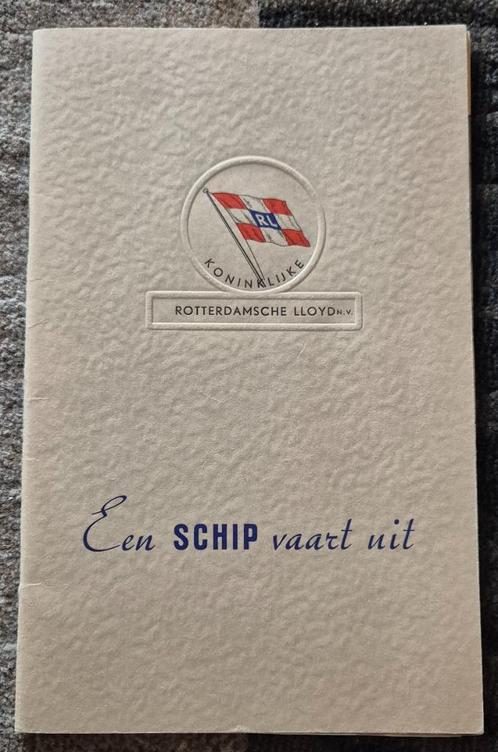 RL
KONINKLIJKE
ROTTERDAMSCHE LLOYD N.V.
Een SCHIP vaart uit